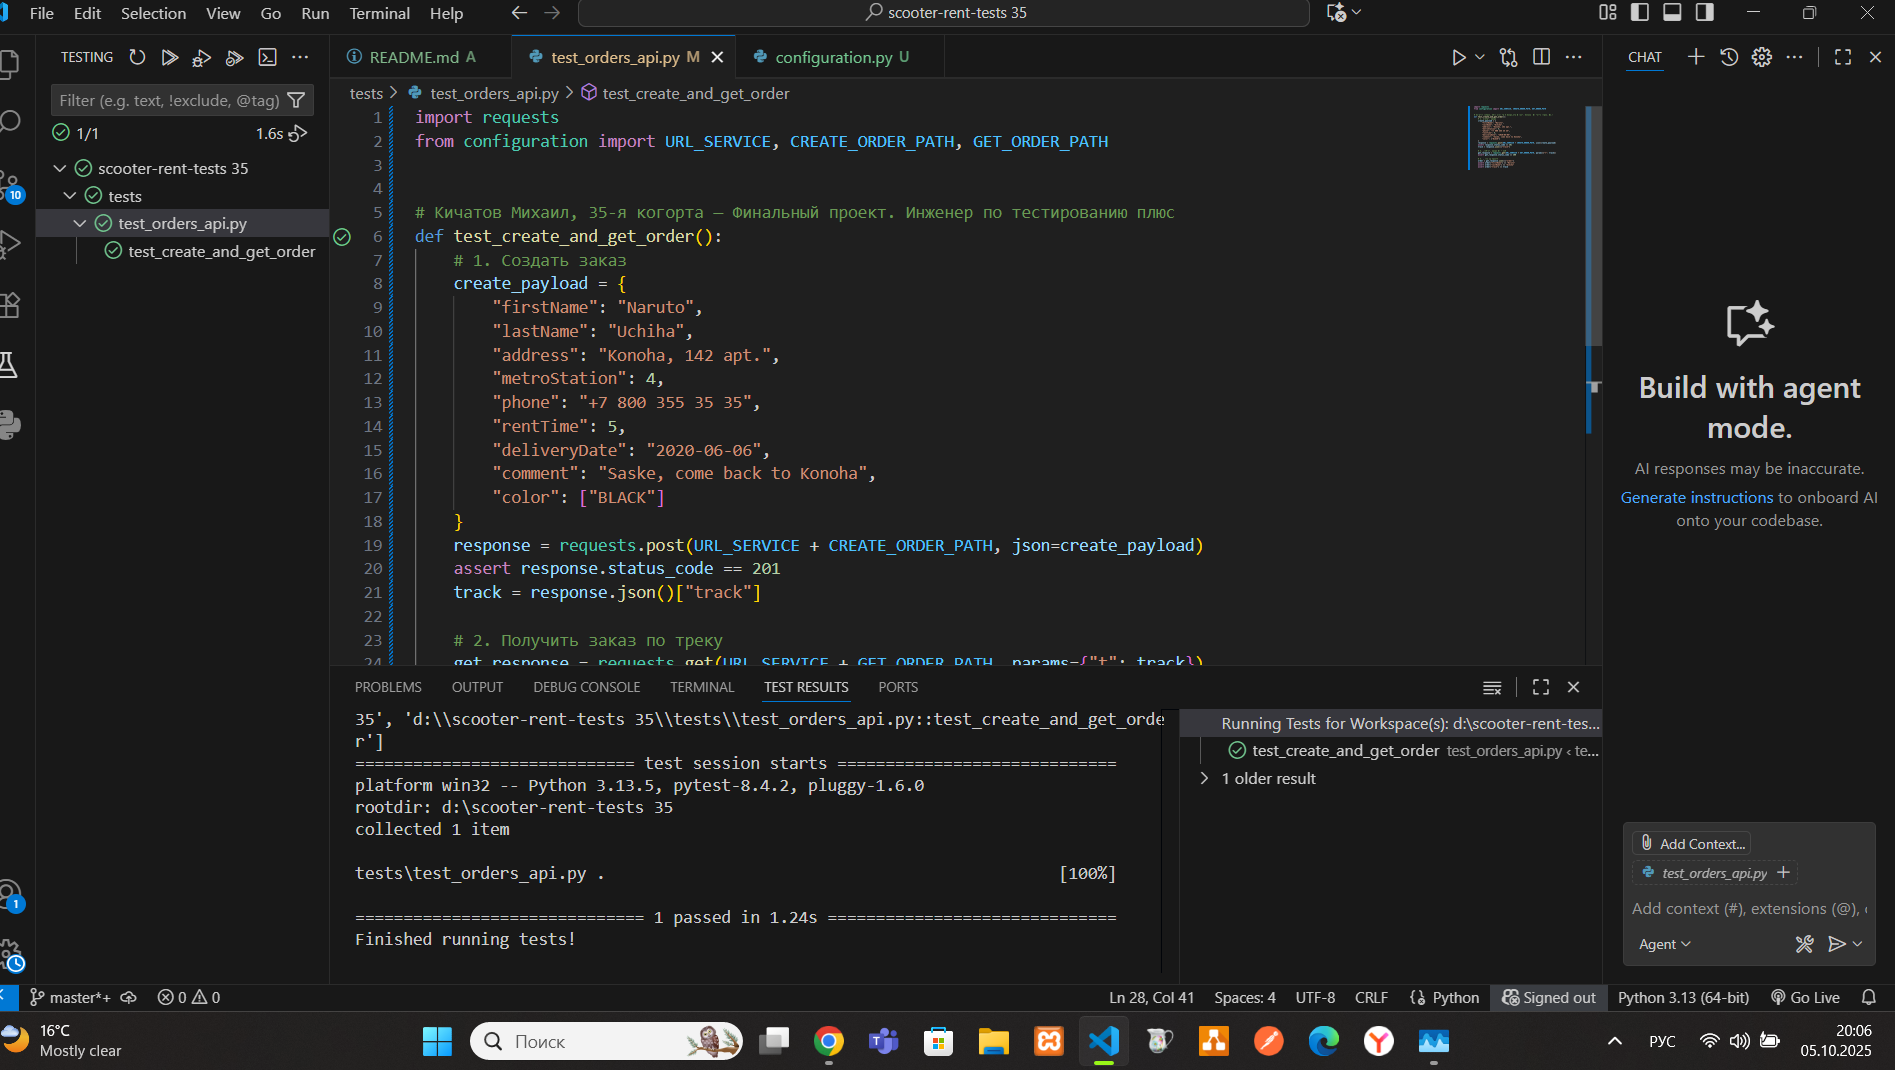 File Edit Selection View Go Run Terminal Help
scooter-rent-tests 35
TESTING
README.md A
test_orders_api.py M
configuration.py U
CHAT
Filter (e.g. text, !exclude, @tag)
1/1
1.6s
scooter-rent-tests 35
tests
test_orders_api.py
test_create_and_get_order
10
tests > test_orders_api.py > test_create_and_get_order
1 import requests
2 from configuration import URL_SERVICE, CREATE_ORDER_PATH, GET_ORDER_PATH
3
4
5 # Кичатов Михаил, 35-я когорта — Финальный проект. Инженер по тестированию плюс
6 def test_create_and_get_order():
7 # 1. Создать заказ
8 create_payload = {
9 "firstName": "Naruto",
10 "lastName": "Uchiha",
11 "address": "Konoha, 142 apt.",
12 "metroStation": 4,
13 "phone": "+7 800 355 35 35",
14 "rentTime": 5,
15 "deliveryDate": "2020-06-06",
16 "comment": "Saske, come back to Konoha",
17 "color": ["BLACK"]
18 }
19 response = requests.post(URL_SERVICE + CREATE_ORDER_PATH, json=create_payload)
20 assert response.status_code == 201
21 track = response.json()["track"]
22
23 # 2. Получить заказ по треку
24 get_response = requests.get(URL_SERVICE + GET_ORDER_PATH, params={"t": track})
Build with agent
mode.
AI responses may be inaccurate.
Generate instructions to onboard AI
onto your codebase.
PROBLEMS OUTPUT DEBUG CONSOLE TERMINAL TEST RESULTS PORTS
35', 'd:\\scooter-rent-tests 35\\tests\\test_orders_api.py::test_create_and_get_orde
r']
============================= test session starts =============================
platform win32 -- Python 3.13.5, pytest-8.4.2, pluggy-1.6.0
rootdir: d:\scooter-rent-tests 35
collected 1 item
tests\test_orders_api.py . [100%]
============================== 1 passed in 1.24s ==============================
Finished running tests!
Running Tests for Workspace(s): d:\scooter-rent-tes...
test_create_and_get_order test_orders_api.py ‹ te...
1 older result
Add Context...
test_orders_api.py +
Add context (#), extensions (@),
Agent
1
master*+
0 0
Ln 28, Col 41 Spaces: 4 UTF-8 CRLF {} Python Signed out Python 3.13 (64-bit) Go Live
16°C
Mostly clear
Поиск
РУС
20:06
05.10.2025